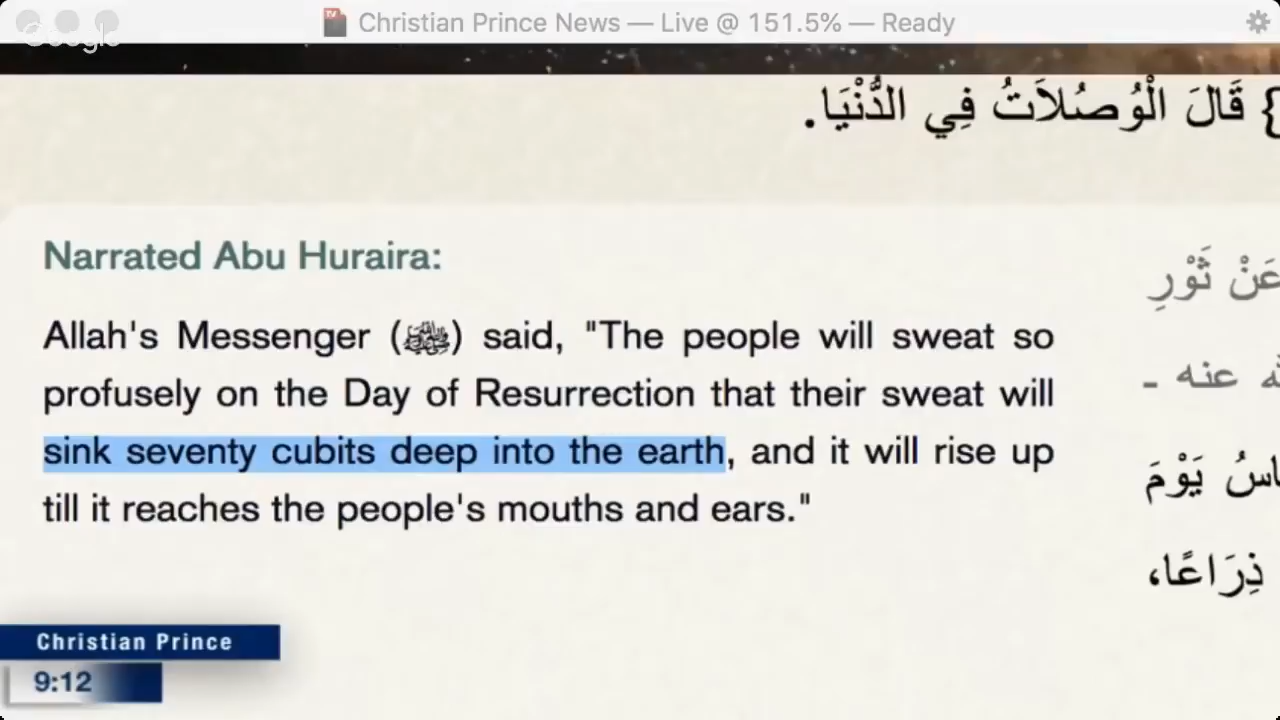 Google
Christian Prince News — Live @ 151.5% — Ready
} قَالَ الْوُصُلاَتُ فِي الدُّنْيَا.
Narrated Abu Huraira:
عَنْ ثَوْرِ
Allah's Messenger (ﷺ) said, "The people will sweat so
profusely on the Day of Resurrection that their sweat will
عنه ـ
sink seventy cubits deep into the earth, and it will rise up
يَوْمَ
till it reaches the people's mouths and ears."
ذِرَاعًا،
Christian Prince
9:12